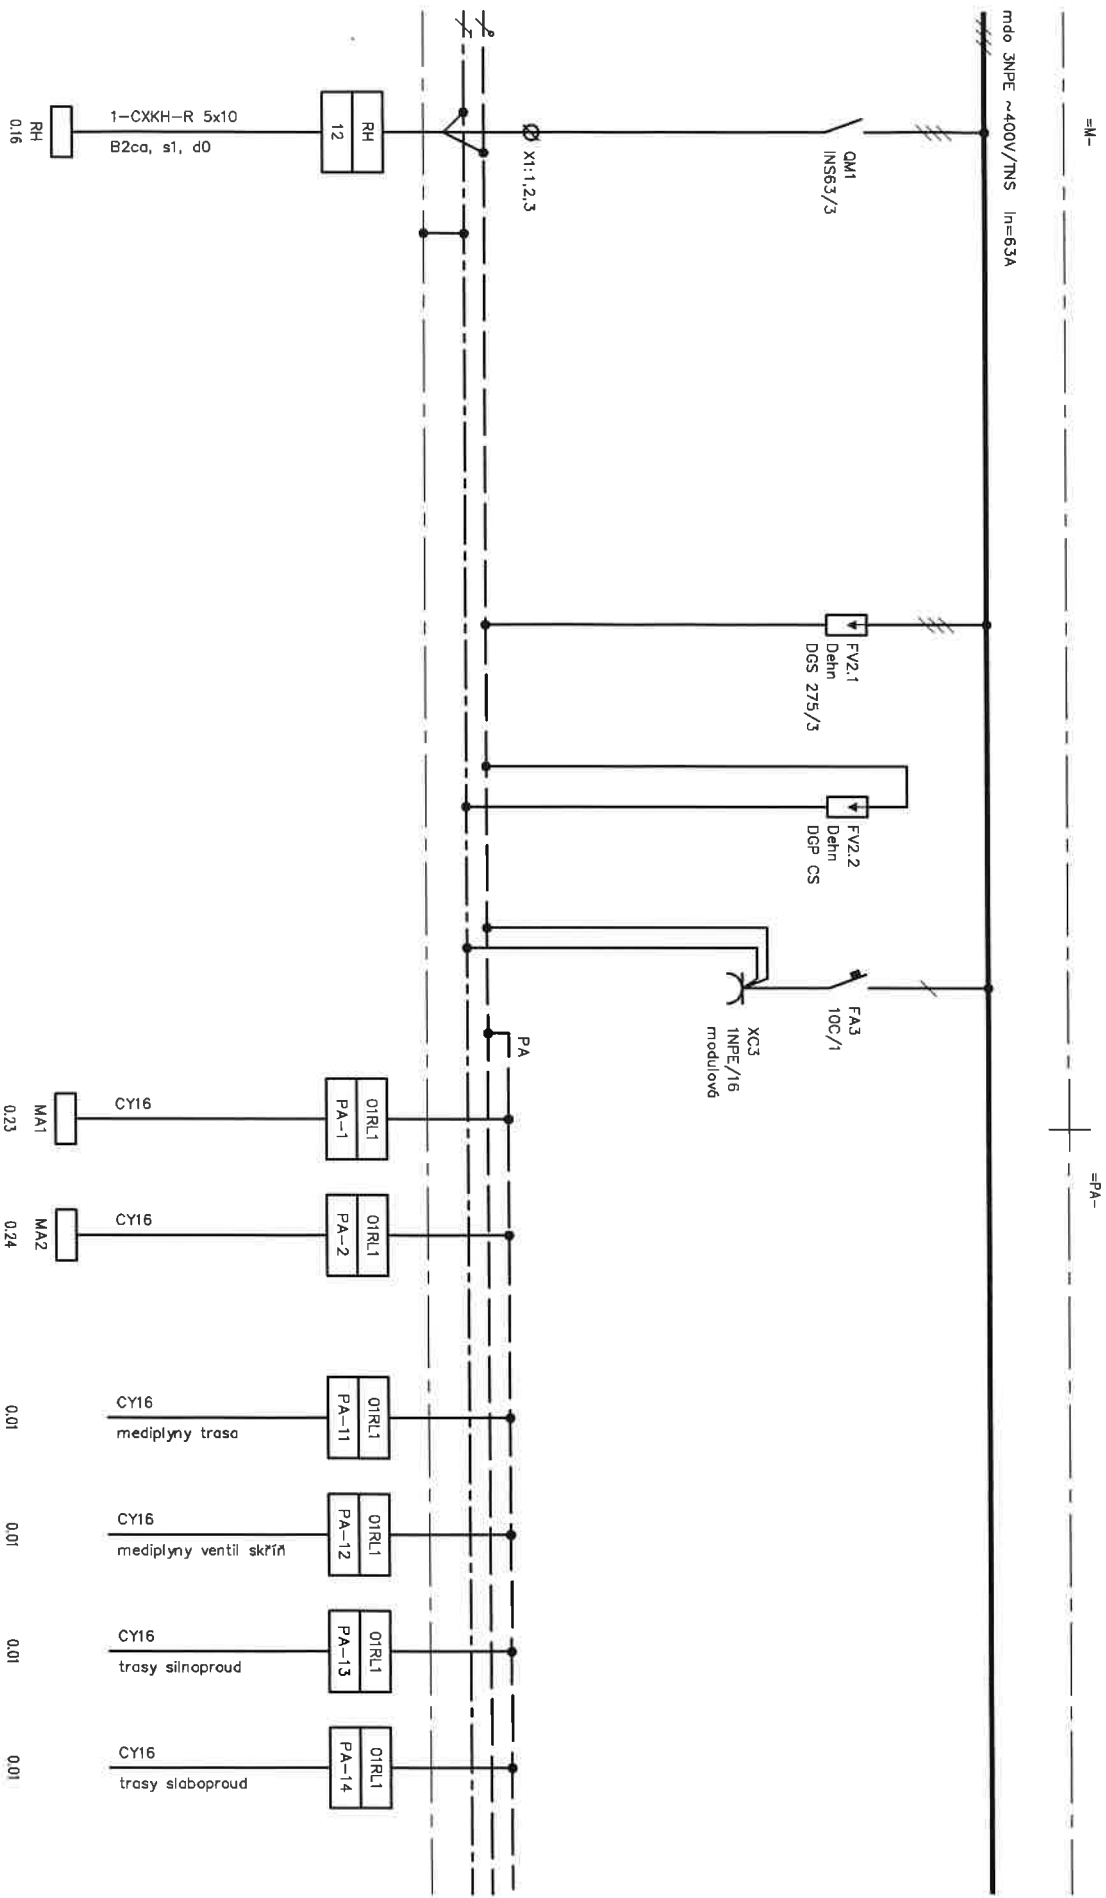 =M-
=PA-
mdo 3NPE ~400V/TNS In=63A
QM1
INS63/3
X1:1,2,3
RH
12
1-CXKH-R 5x10
B2ca, s1, d0
RH
0.16
FV2.1
Dehn
DGS 275/3
FV2.2
Dehn
DGP CS
FA3
10C/1
XC3
1NPE/16
modulová
PA
01RL1
PA-1
CY16
MA1
0.23
01RL1
PA-2
CY16
MA2
0.24
01RL1
PA-11
CY16
mediplyny trasa
0.01
01RL1
PA-12
CY16
mediplyny ventil skříň
0.01
01RL1
PA-13
CY16
trasy silnoproud
0.01
01RL1
PA-14
CY16
trasy slaboproud
0.01